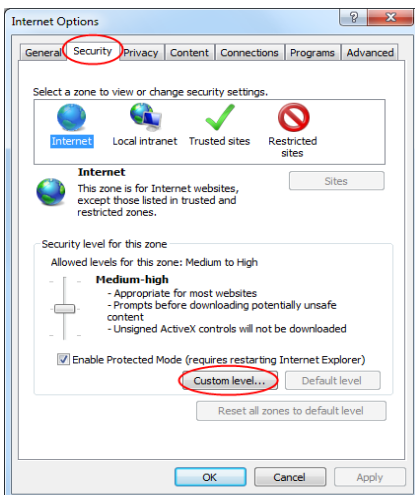 Internet Options
General Security Privacy Content Connections Programs Advanced
Select a zone to view or change security settings.
Internet Local intranet Trusted sites Restricted
sites
Internet
Sites
This zone is for Internet websites,
except those listed in trusted and
restricted zones.
Security level for this zone
Allowed levels for this zone: Medium to High
Medium-high
- Appropriate for most websites
- Prompts before downloading potentially unsafe
content
- Unsigned ActiveX controls will not be downloaded
Enable Protected Mode (requires restarting Internet Explorer)
Custom level... Default level
Reset all zones to default level
OK Cancel Apply